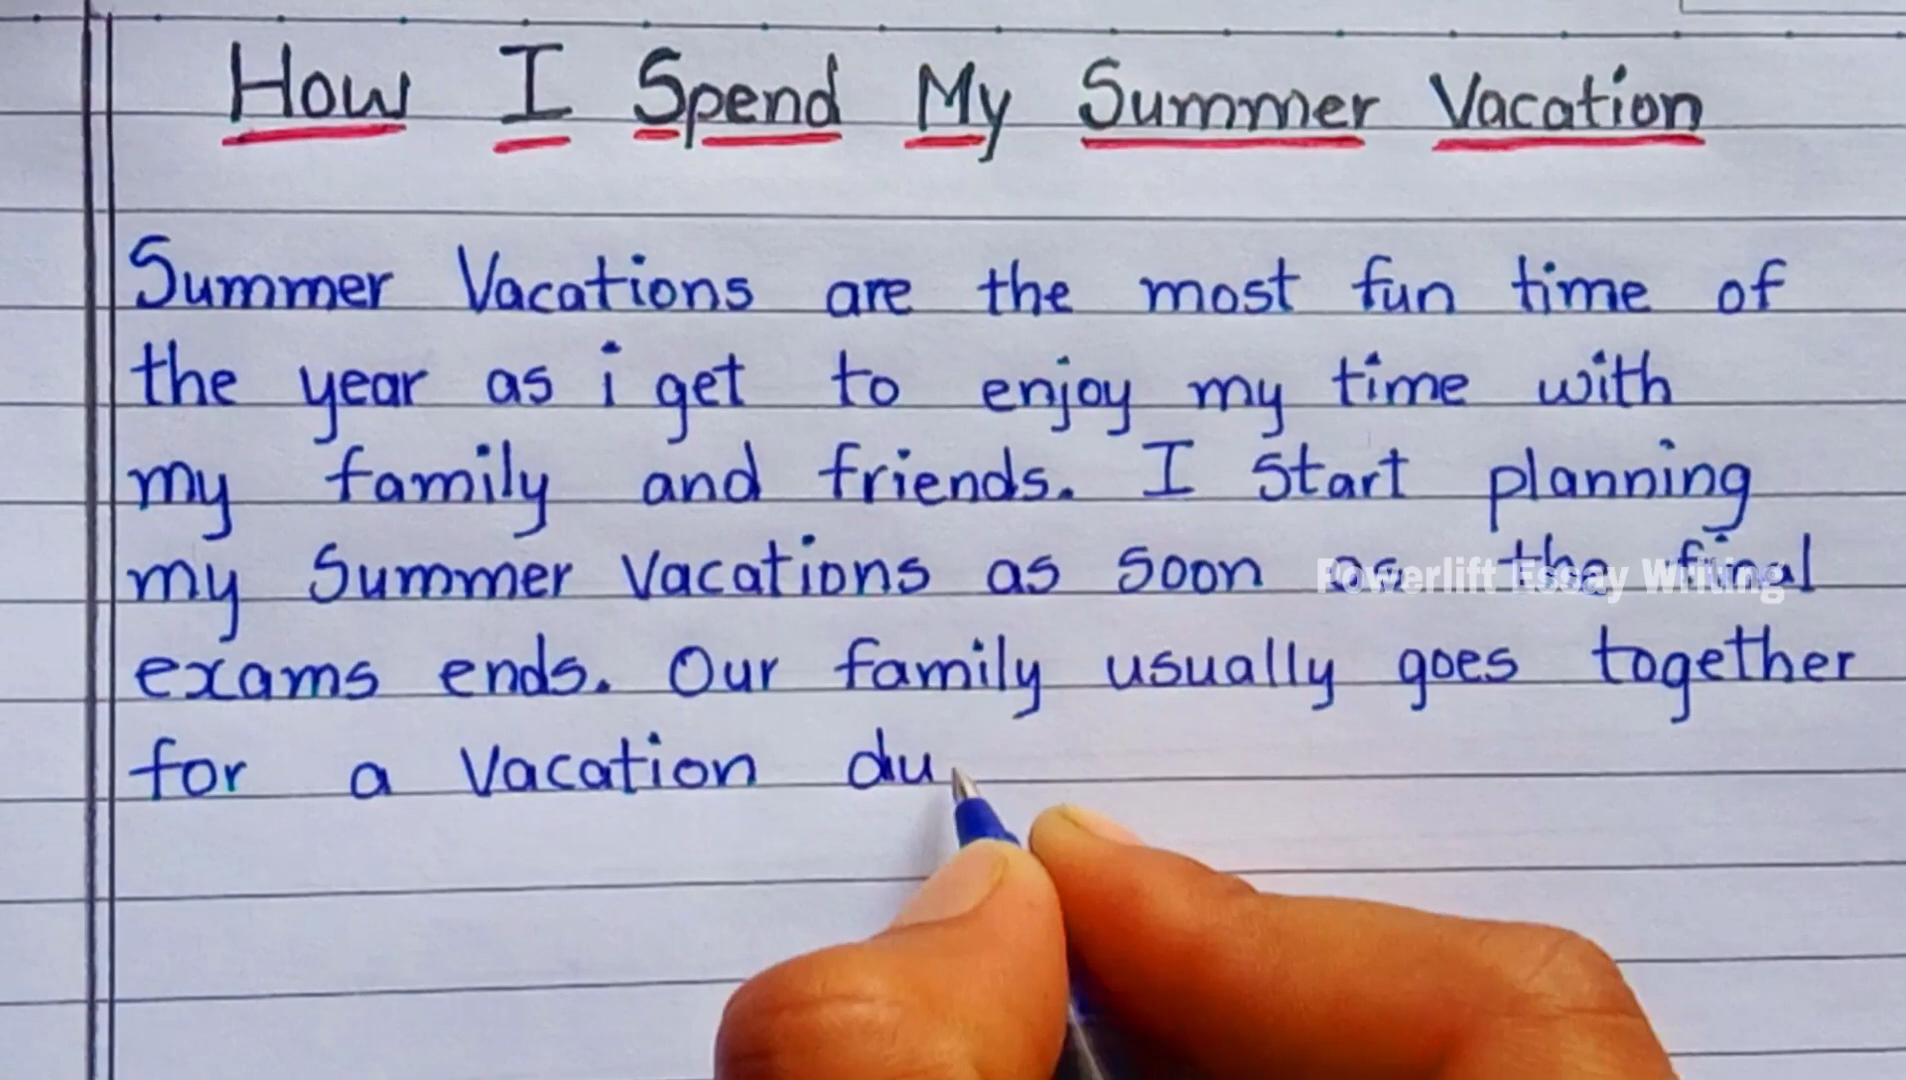 How I Spend My Summer Vacation
Summer Vacations are the most fun time of
the year as i get to enjoy my time with
my family and friends. I start planning
my Summer Vacations as soon as the final
Powerlift Essay Writing
exams ends. Our family usually goes together
for a vacation du